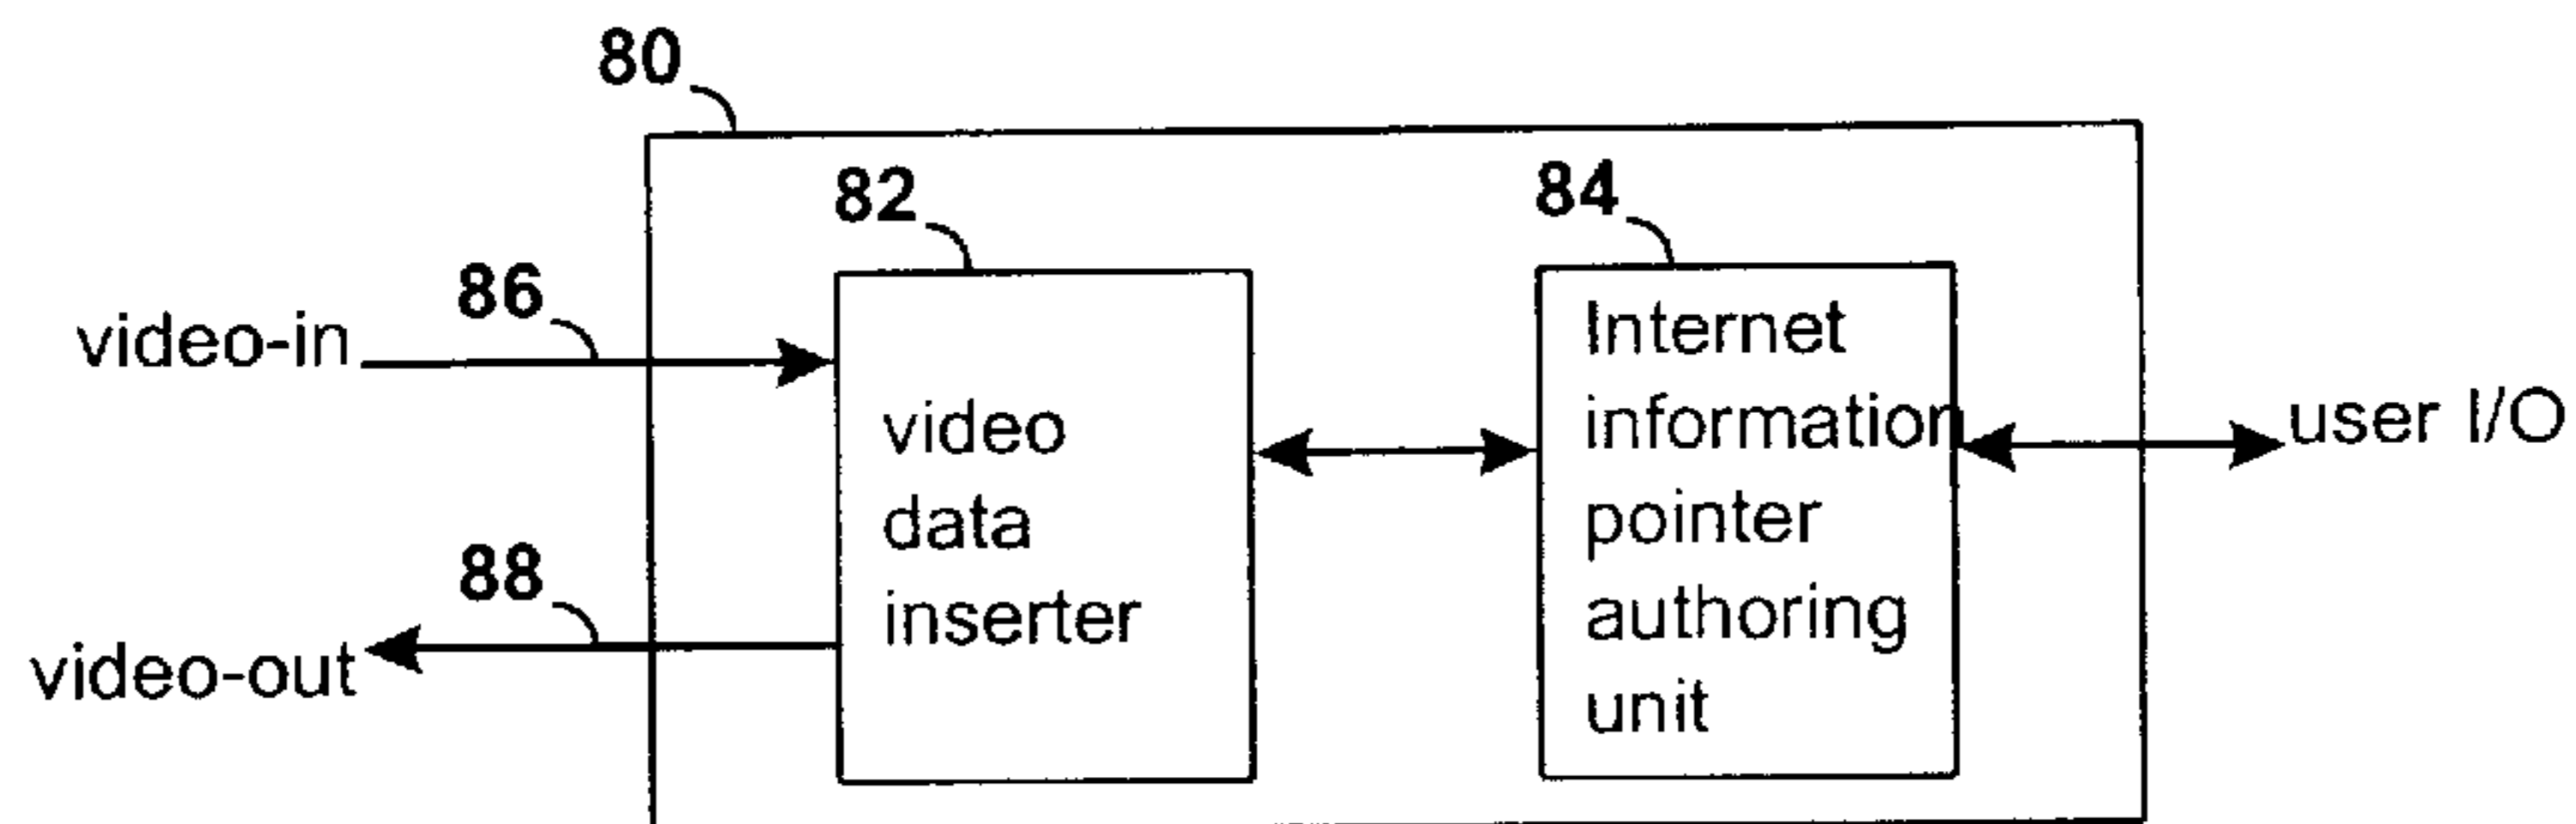 80
82
84
86
video-in
88
video-out
video
data
inserter
Internet
information
pointer
authoring
unit
user I/O